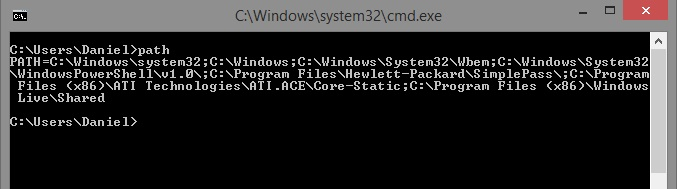 C:\Windows\system32\cmd.exe
C:\Users\Daniel>path
PATH=C:\Windows\system32;C:\Windows;C:\Windows\System32\Wbem;C:\Windows\System32
\WindowsPowerShell\v1.0\;C:\Program Files\Hewlett-Packard\SimplePass\;C:\Program
 Files (x86)\ATI Technologies\ATI.ACE\Core-Static;C:\Program Files (x86)\Windows
 Live\Shared
C:\Users\Daniel>